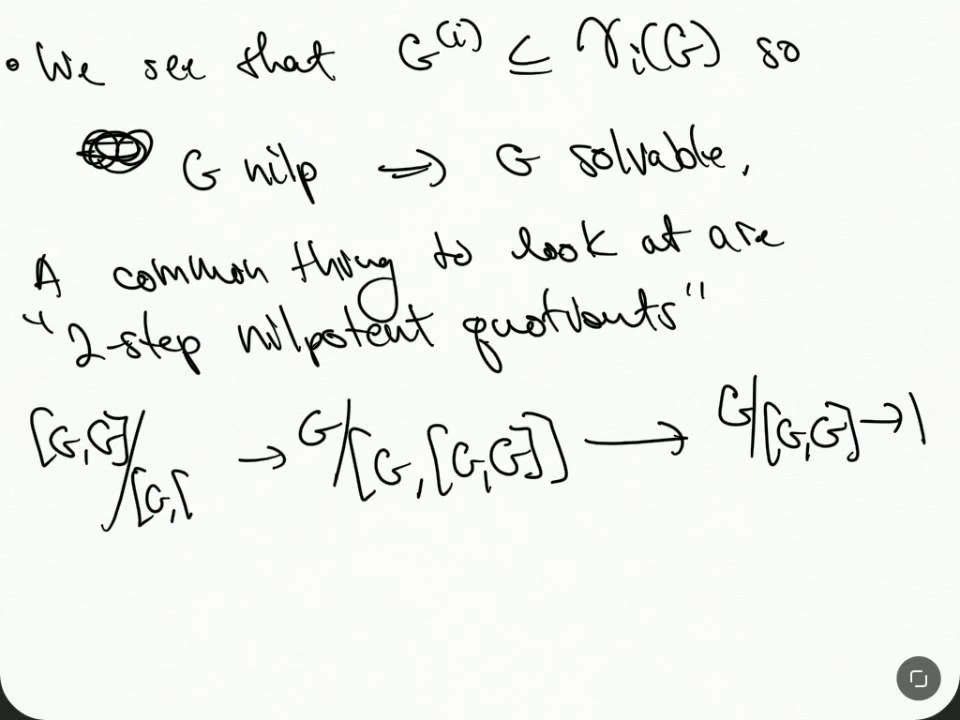 • We see that G^(i) ⊆ γ_i(G) so
G nilp ⇒ G solvable.
A common thing to look at are
"2-step nilpotent quotients"
[G,G]/[G,[ → G/[G,[G,G]] → G/[G,G] → 1